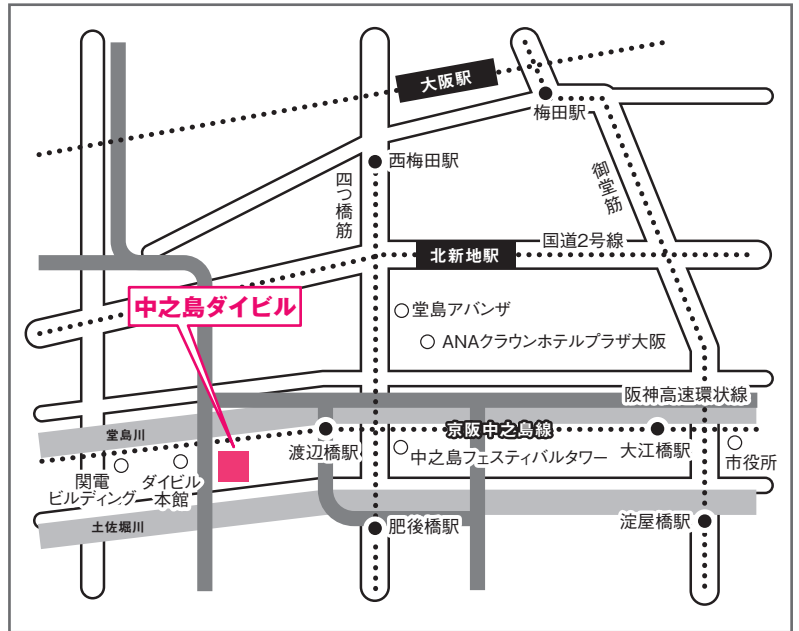 大阪駅
梅田駅
西梅田駅
四つ橋筋
御堂筋
国道2号線
北新地駅
中之島ダイビル
堂島アバンザ
ANAクラウンホテルプラザ大阪
阪神高速環状線
堂島川
京阪中之島線
渡辺橋駅
大江橋駅
中之島フェスティバルタワー
市役所
関電
ビルディング
ダイビル
本館
土佐堀川
肥後橋駅
淀屋橋駅